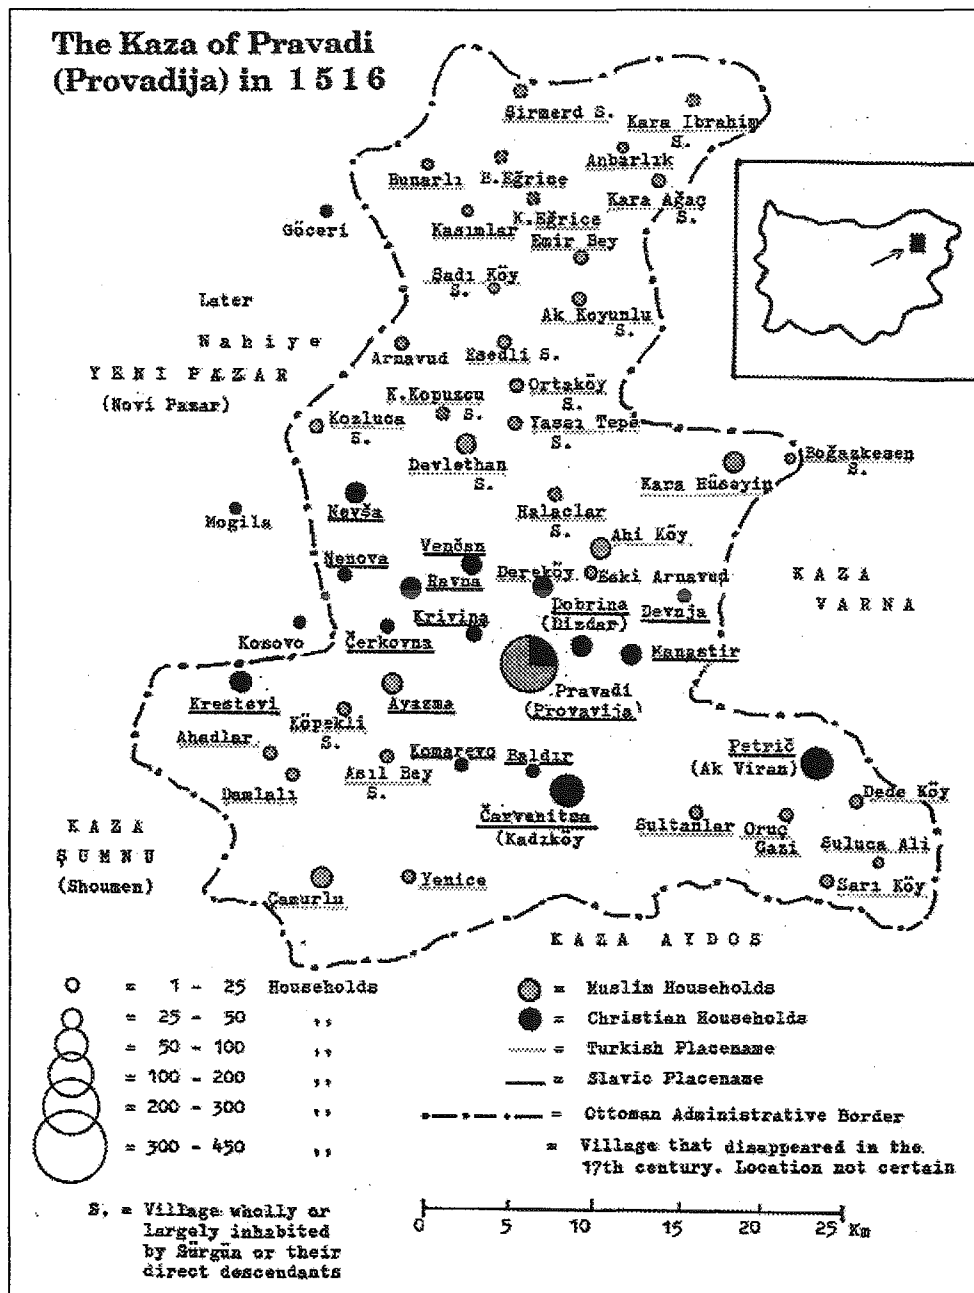 The Kaza of Pravadi
(Provadija) in 1516
Sirmerd S.
Kara Ibrahim
S.
Anbarlık
Bunarlı
B.Eğrice
Kara Ağaç
S.
K.Eğrice
Göceri
Kasımlar
Emir Bey
Sadı Köy
S.
Later
Ak Koyunlu
S.
Nahiye
Arnavud
Esedli S.
YENI PAZAR
(Novi Pazar)
Ortaköy
S.
K.Kopuzcu
S.
Kozluca
S.
Yassı Tepe
S.
Devlethan
S.
Boğazkesen
S.
Kara Hüseyin
Nevša
Halaclar
S.
Mogila
Ahi Köy
Venčan
Nenova
Ravna
Dereköy
Eski Arnavud
KAZA
VARNA
Dobrina
(Dizdar)
Devnja
Krivina
Kosovo
Čerkovna
Manastir
Pravadi
(Provavija)
Krestevi
Ayazma
Köpekli
S.
Ahadlar
Komarevo
Baldır
Petrič
(Ak Viran)
Damlalı
Asıl Bey
S.
Dede Köy
Čarvenitsa
(Kadıköy
Sultanlar
Oruç
Gazi
KAZA
ŞUMNU
(Shoumen)
Suluca Ali
Çamurlu
Yenice
Sarı Köy
KAZA AYDOS
= 1 - 25 Households
= 25 - 50 ,,
= 50 - 100 ,,
= 100 - 200 ,,
= 200 - 300 ,,
= 300 - 450 ,,
= Muslim Households
= Christian Households
= Turkish Placename
= Slavic Placename
= Ottoman Administrative Border
= Village that disappeared in the
17th century. Location not certain
S. = Village wholly or
largely inhabited
by Sürgün or their
direct descendants
0 5 10 15 20 25 Km